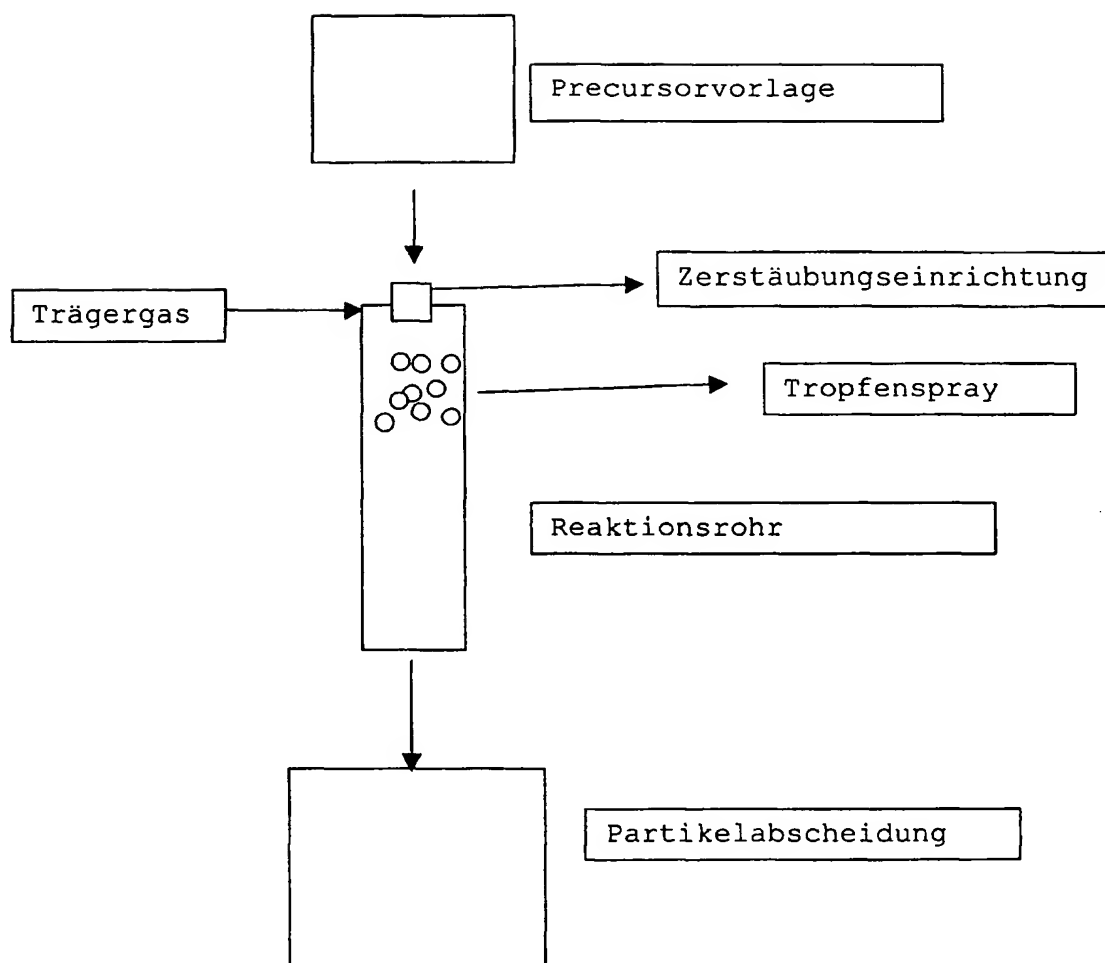 Precursorvorlage
Zerstäubungseinrichtung
Trägergas
Tropfenspray
Reaktionsrohr
Partikelabscheidung